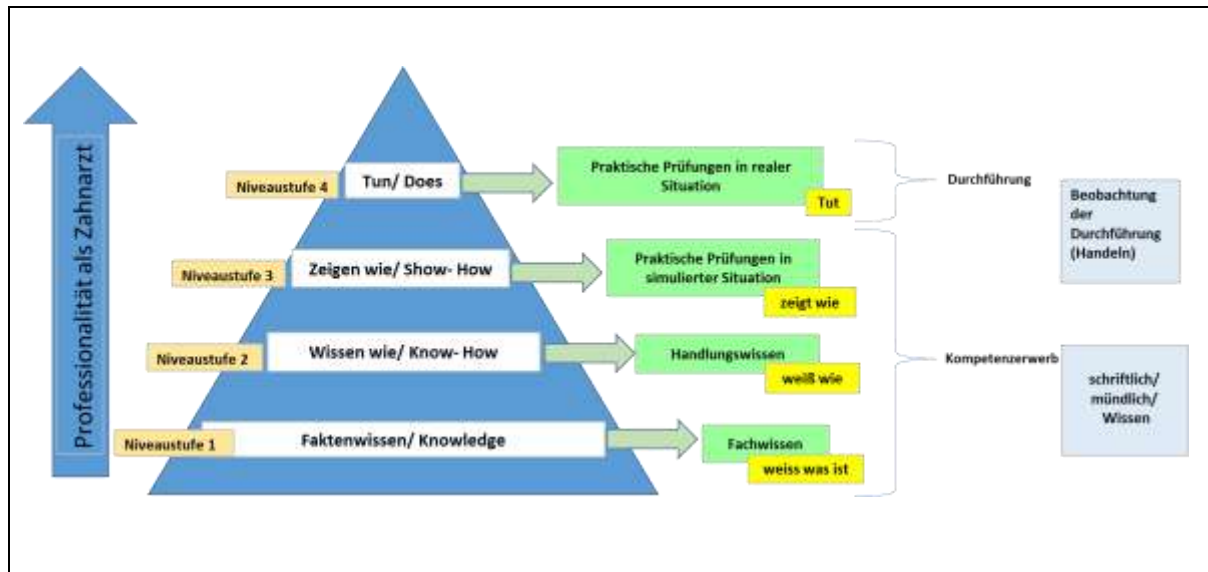 Professionalität als Zahnarzt
Niveaustufe 4
Tun/ Does
Praktische Prüfungen in realer
Situation
Tut
Durchführung
Beobachtung
der
Durchführung
(Handeln)
Niveaustufe 3
Zeigen wie/ Show- How
Praktische Prüfungen in
simulierter Situation
zeigt wie
Niveaustufe 2
Wissen wie/ Know- How
Handlungswissen
weiß wie
Kompetenzerwerb
schriftlich/
mündlich/
Wissen
Niveaustufe 1
Faktenwissen/ Knowledge
Fachwissen
weiss was ist